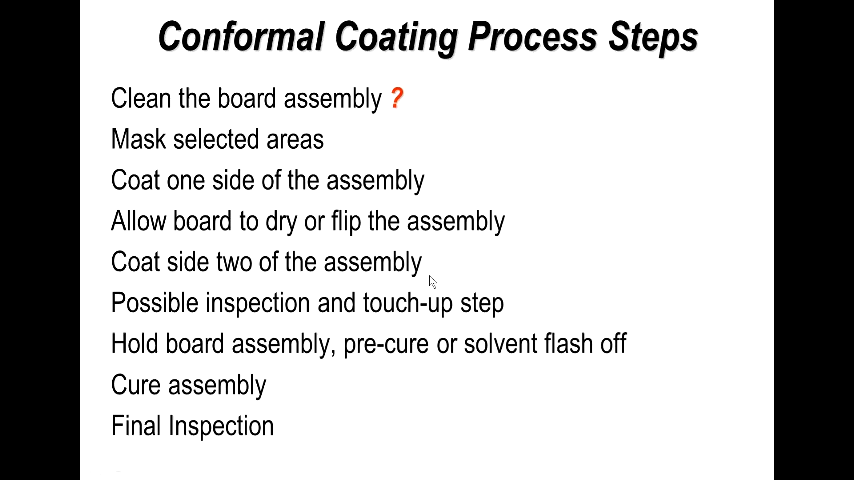 Conformal Coating Process Steps
Clean the board assembly ?
Mask selected areas
Coat one side of the assembly
Allow board to dry or flip the assembly
Coat side two of the assembly
Possible inspection and touch-up step
Hold board assembly, pre-cure or solvent flash off
Cure assembly
Final Inspection